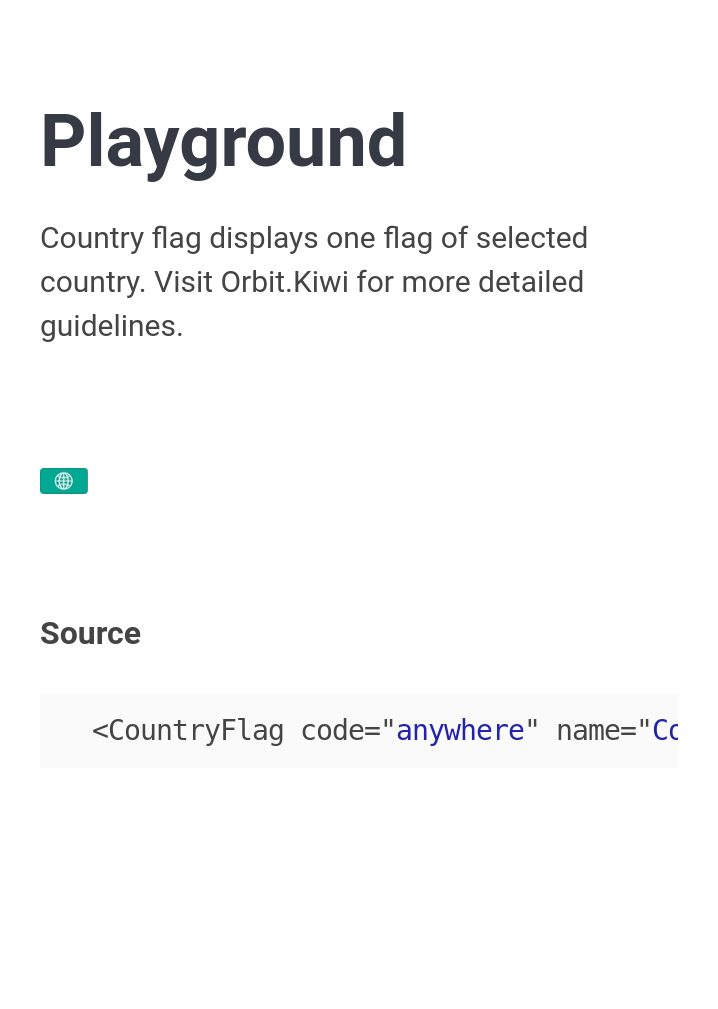 Playground
Country flag displays one flag of selected
country. Visit Orbit.Kiwi for more detailed
guidelines.
Source
<CountryFlag code="anywhere" name="Co